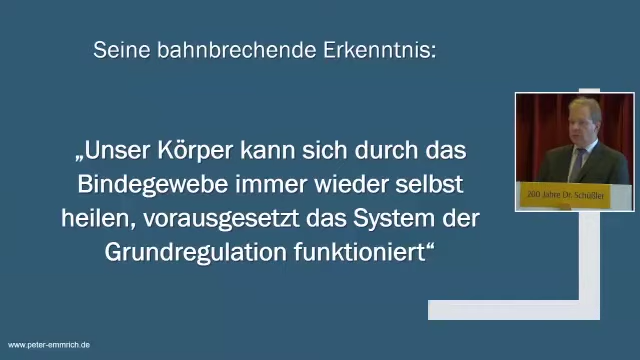 Seine bahnbrechende Erkenntnis:
„Unser Körper kann sich durch das
Bindegewebe immer wieder selbst
heilen, vorausgesetzt das System der
Grundregulation funktioniert“
200 Jahre Dr. Schüßler
www.peter-emmrich.de